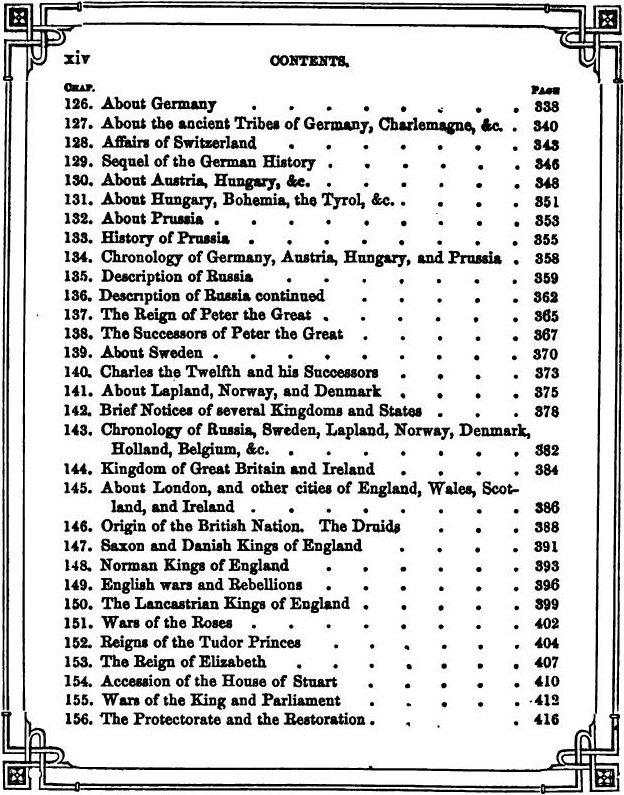 xiv CONTENTS.
CHAP. PAGE
126. About Germany . . . . . . . . 338
127. About the ancient Tribes of Germany, Charlemagne, &c. . 340
128. Affairs of Switzerland . . . . . . . 343
129. Sequel of the German History . . . . . . 346
130. About Austria, Hungary, &c. . . . . . . 348
131. About Hungary, Bohemia, the Tyrol, &c. . . . . 351
132. About Prussia . . . . . . . . . 353
133. History of Prussia . . . . . . . . 355
134. Chronology of Germany, Austria, Hungary, and Prussia . 358
135. Description of Russia . . . . . . . 359
136. Description of Russia continued . . . . . 362
137. The Reign of Peter the Great . . . . . . 365
138. The Successors of Peter the Great . . . . . 367
139. About Sweden . . . . . . . . . 370
140. Charles the Twelfth and his Successors . . . . 373
141. About Lapland, Norway, and Denmark . . . . 375
142. Brief Notices of several Kingdoms and States . . . 378
143. Chronology of Russia, Sweden, Lapland, Norway, Denmark,
Holland, Belgium, &c. . . . . . . . 382
144. Kingdom of Great Britain and Ireland . . . . 384
145. About London, and other cities of England, Wales, Scot-
land, and Ireland . . . . . . . . 386
146. Origin of the British Nation. The Druids . . . 388
147. Saxon and Danish Kings of England . . . . 391
148. Norman Kings of England . . . . . . 393
149. English wars and Rebellions . . . . . . 396
150. The Lancastrian Kings of England . . . . . 399
151. Wars of the Roses . . . . . . . . 402
152. Reigns of the Tudor Princes . . . . . . 404
153. The Reign of Elizabeth . . . . . . . 407
154. Accession of the House of Stuart . . . . . 410
155. Wars of the King and Parliament . . . . . 412
156. The Protectorate and the Restoration . . . . 416